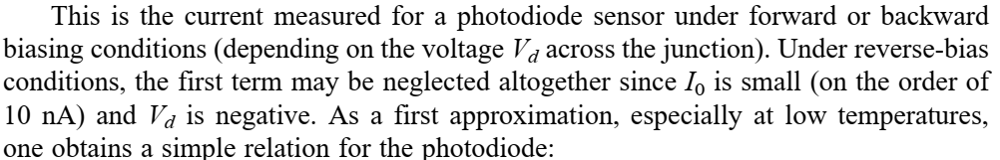 This is the current measured for a photodiode sensor under forward or backward
biasing conditions (depending on the voltage Vd across the junction). Under reverse-bias
conditions, the first term may be neglected altogether since I0 is small (on the order of
10 nA) and Vd is negative. As a first approximation, especially at low temperatures,
one obtains a simple relation for the photodiode: